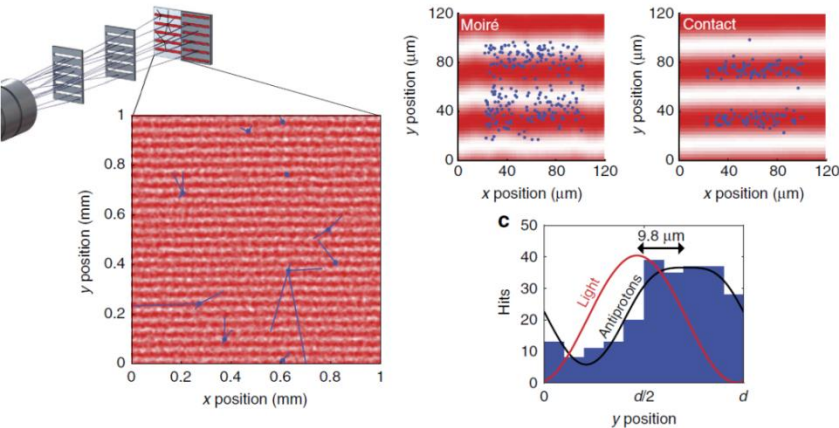 y position (mm)
1
0.8
0.6
0.4
0.2
0
0 0.2 0.4 0.6 0.8 1
x position (mm)
Moiré
y position (μm)
120
80
40
0
0 40 80 120
x position (μm)
Contact
y position (μm)
120
80
40
0
0 40 80 120
x position (μm)
c
9.8 μm
Light
Antiprotons
Hits
50
40
30
20
10
0
0 d/2 d
y position